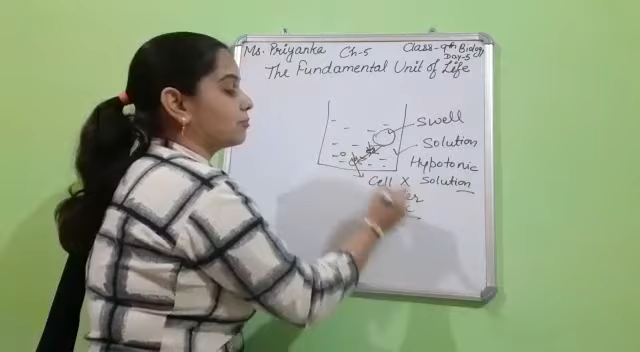 Ms. Priyanka Ch-5 Class-9th Biology
Day-5
The Fundamental Unit of Life
Swell
Solution
Hypotonic
Cell X Solution